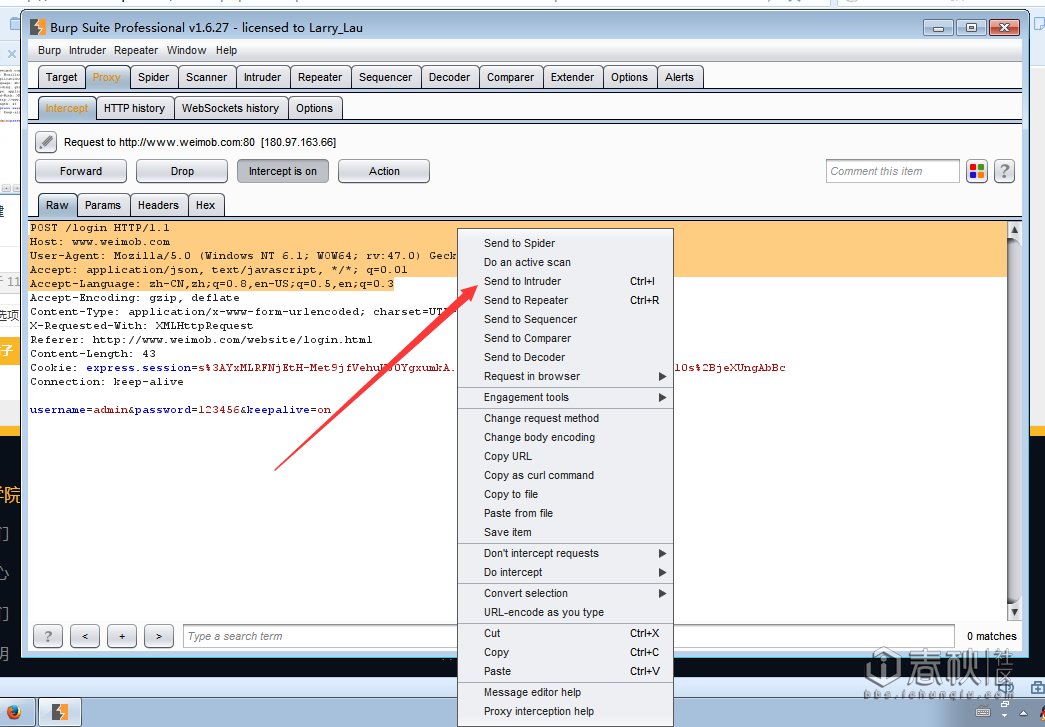 Burp Suite Professional v1.6.27 - licensed to Larry_Lau
Burp Intruder Repeater Window Help
Target Proxy Spider Scanner Intruder Repeater Sequencer Decoder Comparer Extender Options Alerts
Intercept HTTP history WebSockets history Options
Request to http://www.weimob.com:80 [180.97.163.66]
Forward Drop Intercept is on Action Comment this item ?
Raw Params Headers Hex
POST /login HTTP/1.1
Host: www.weimob.com
User-Agent: Mozilla/5.0 (Windows NT 6.1; WOW64; rv:47.0) Geck
Accept: application/json, text/javascript, */*; q=0.01
Accept-Language: zh-CN,zh;q=0.8,en-US;q=0.5,en;q=0.3
Accept-Encoding: gzip, deflate
Content-Type: application/x-www-form-urlencoded; charset=UT
X-Requested-With: XMLHttpRequest
Referer: http://www.weimob.com/website/login.html
Content-Length: 43
Cookie: express.session=
Connection: keep-alive
username=admin&password=123456&keepalive=on
Send to Spider
Do an active scan
Send to Intruder Ctrl+I
Send to Repeater Ctrl+R
Send to Sequencer
Send to Comparer
Send to Decoder
Request in browser
Engagement tools
Change request method
Change body encoding
Copy URL
Copy as curl command
Copy to file
Paste from file
Save item
Don't intercept requests
Do intercept
Convert selection
URL-encode as you type
Cut Ctrl+X
Copy Ctrl+C
Paste Ctrl+V
Message editor help
Proxy interception help
? < + > Type a search term 0 matches
春秋 社区
bbs.ichunqiu.com